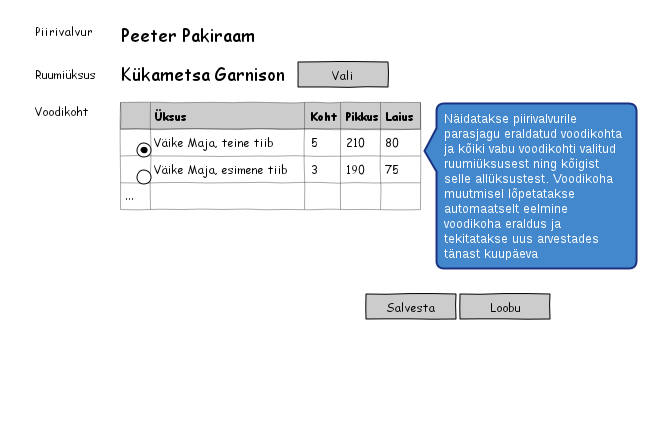 Piirivalvur Peeter Pakiraam
Ruumiüksus Kükametsa Garnison Vali
Voodikoht
Üksus Koht Pikkus Laius
Väike Maja, teine tiib 5 210 80
Väike Maja, esimene tiib 3 190 75
...
Näidatakse piirivalvurile
parasjagu eraldatud voodikohta
ja kõiki vabu voodikohti valitud
ruumiüksusest ning kõigist
selle allüksustest. Voodikoha
muutmisel lõpetatakse
automaatselt eelmine
voodikoha eraldus ja
tekitatakse uus arvestades
tänast kuupäeva
Salvesta Loobu